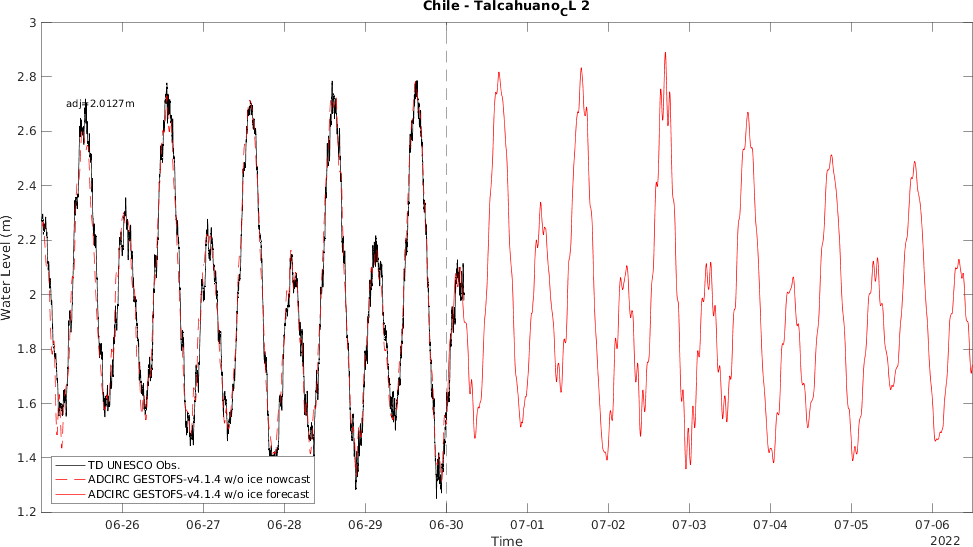 Chile - TalcahuanoCL 2
3
2.8
2.6
2.4
2.2
2
1.8
1.6
1.4
1.2
Water Level (m)
adj=2.0127m
TD UNESCO Obs.
ADCIRC GESTOFS-v4.1.4 w/o ice nowcast
ADCIRC GESTOFS-v4.1.4 w/o ice forecast
06-26 06-27 06-28 06-29 06-30 07-01 07-02 07-03 07-04 07-05 07-06
Time
2022